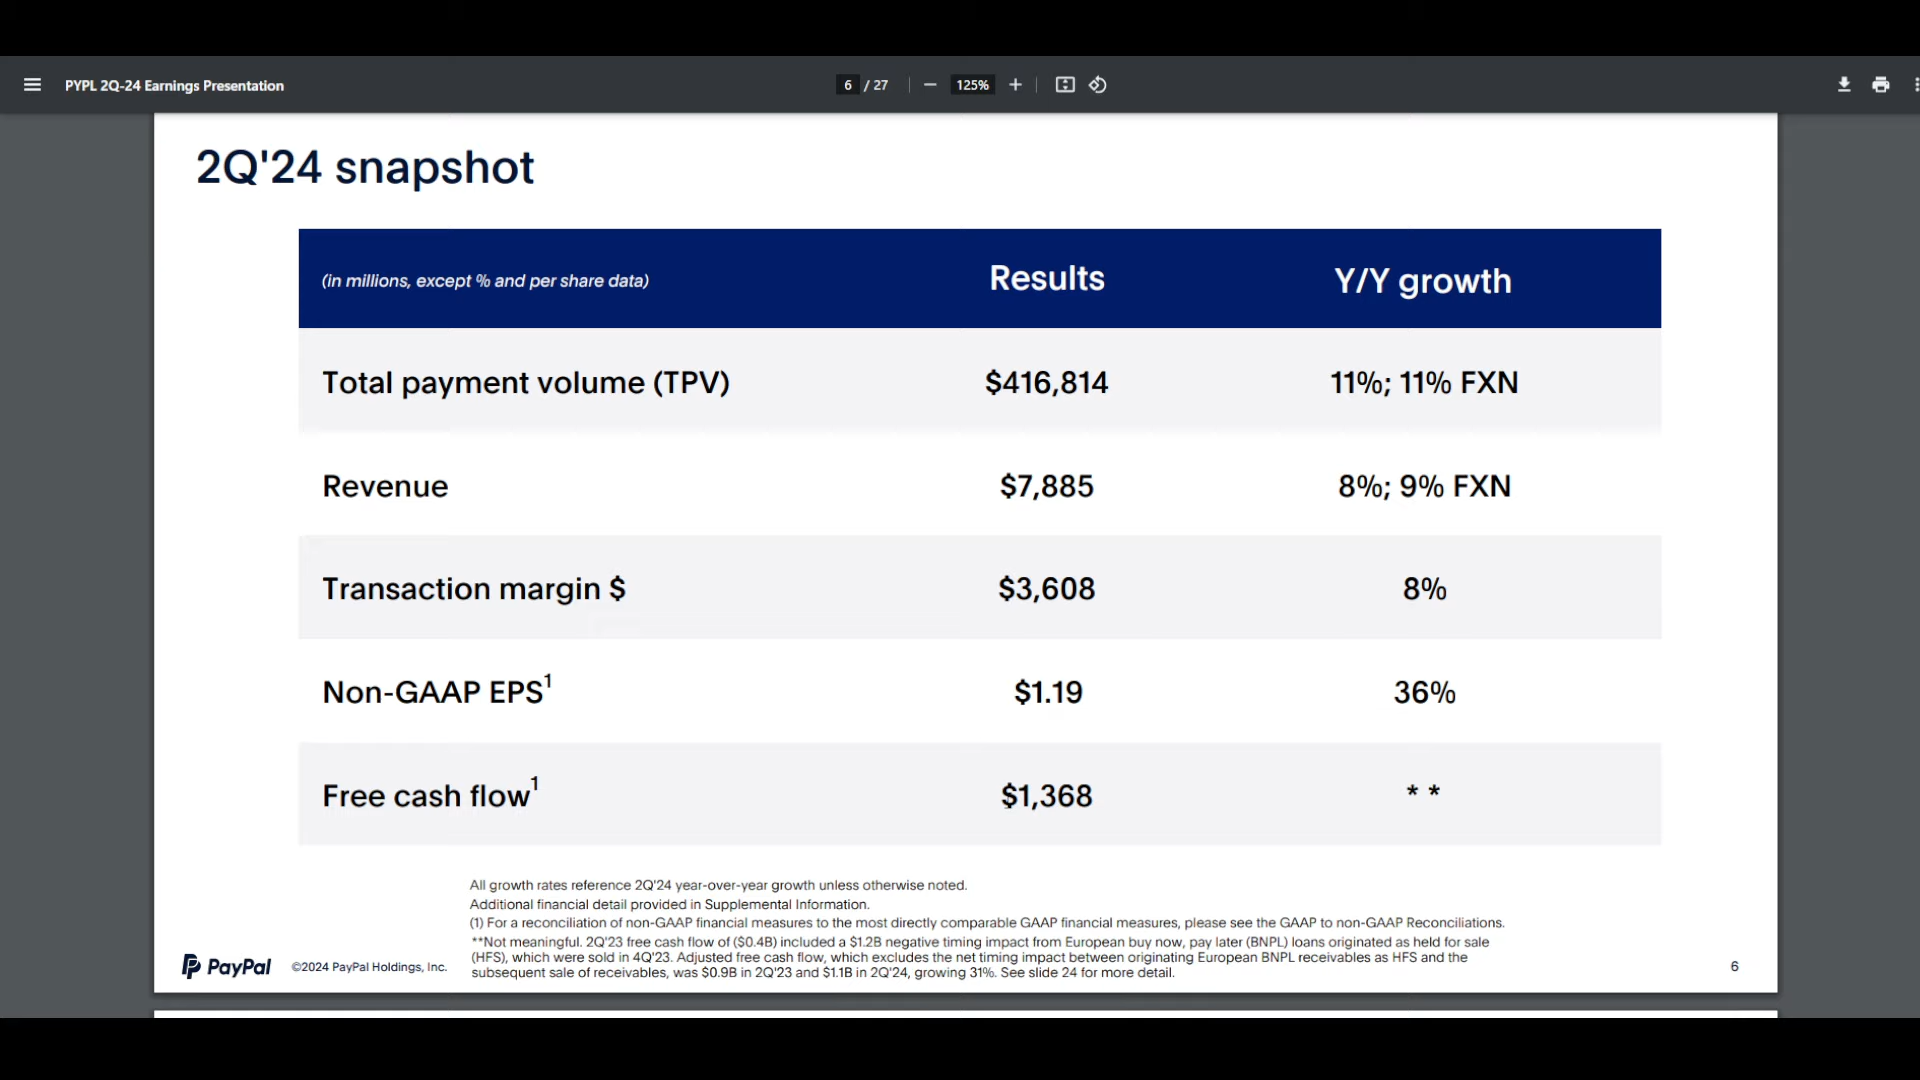 PYPL 2Q-24 Earnings Presentation
6 / 27
125%
2Q'24 snapshot
(in millions, except % and per share data) Results Y/Y growth
Total payment volume (TPV) $416,814 11%; 11% FXN
Revenue $7,885 8%; 9% FXN
Transaction margin $ $3,608 8%
Non-GAAP EPS1 $1.19 36%
Free cash flow1 $1,368 * *
All growth rates reference 2Q'24 year-over-year growth unless otherwise noted.
Additional financial detail provided in Supplemental Information.
(1) For a reconciliation of non-GAAP financial measures to the most directly comparable GAAP financial measures, please see the GAAP to non-GAAP Reconciliations.
**Not meaningful. 2Q'23 free cash flow of ($0.4B) included a $1.2B negative timing impact from European buy now, pay later (BNPL) loans originated as held for sale
(HFS), which were sold in 4Q'23. Adjusted free cash flow, which excludes the net timing impact between originating European BNPL receivables as HFS and the
subsequent sale of receivables, was $0.9B in 2Q'23 and $1.1B in 2Q'24, growing 31%. See slide 24 for more detail.
PayPal ©2024 PayPal Holdings, Inc.
6